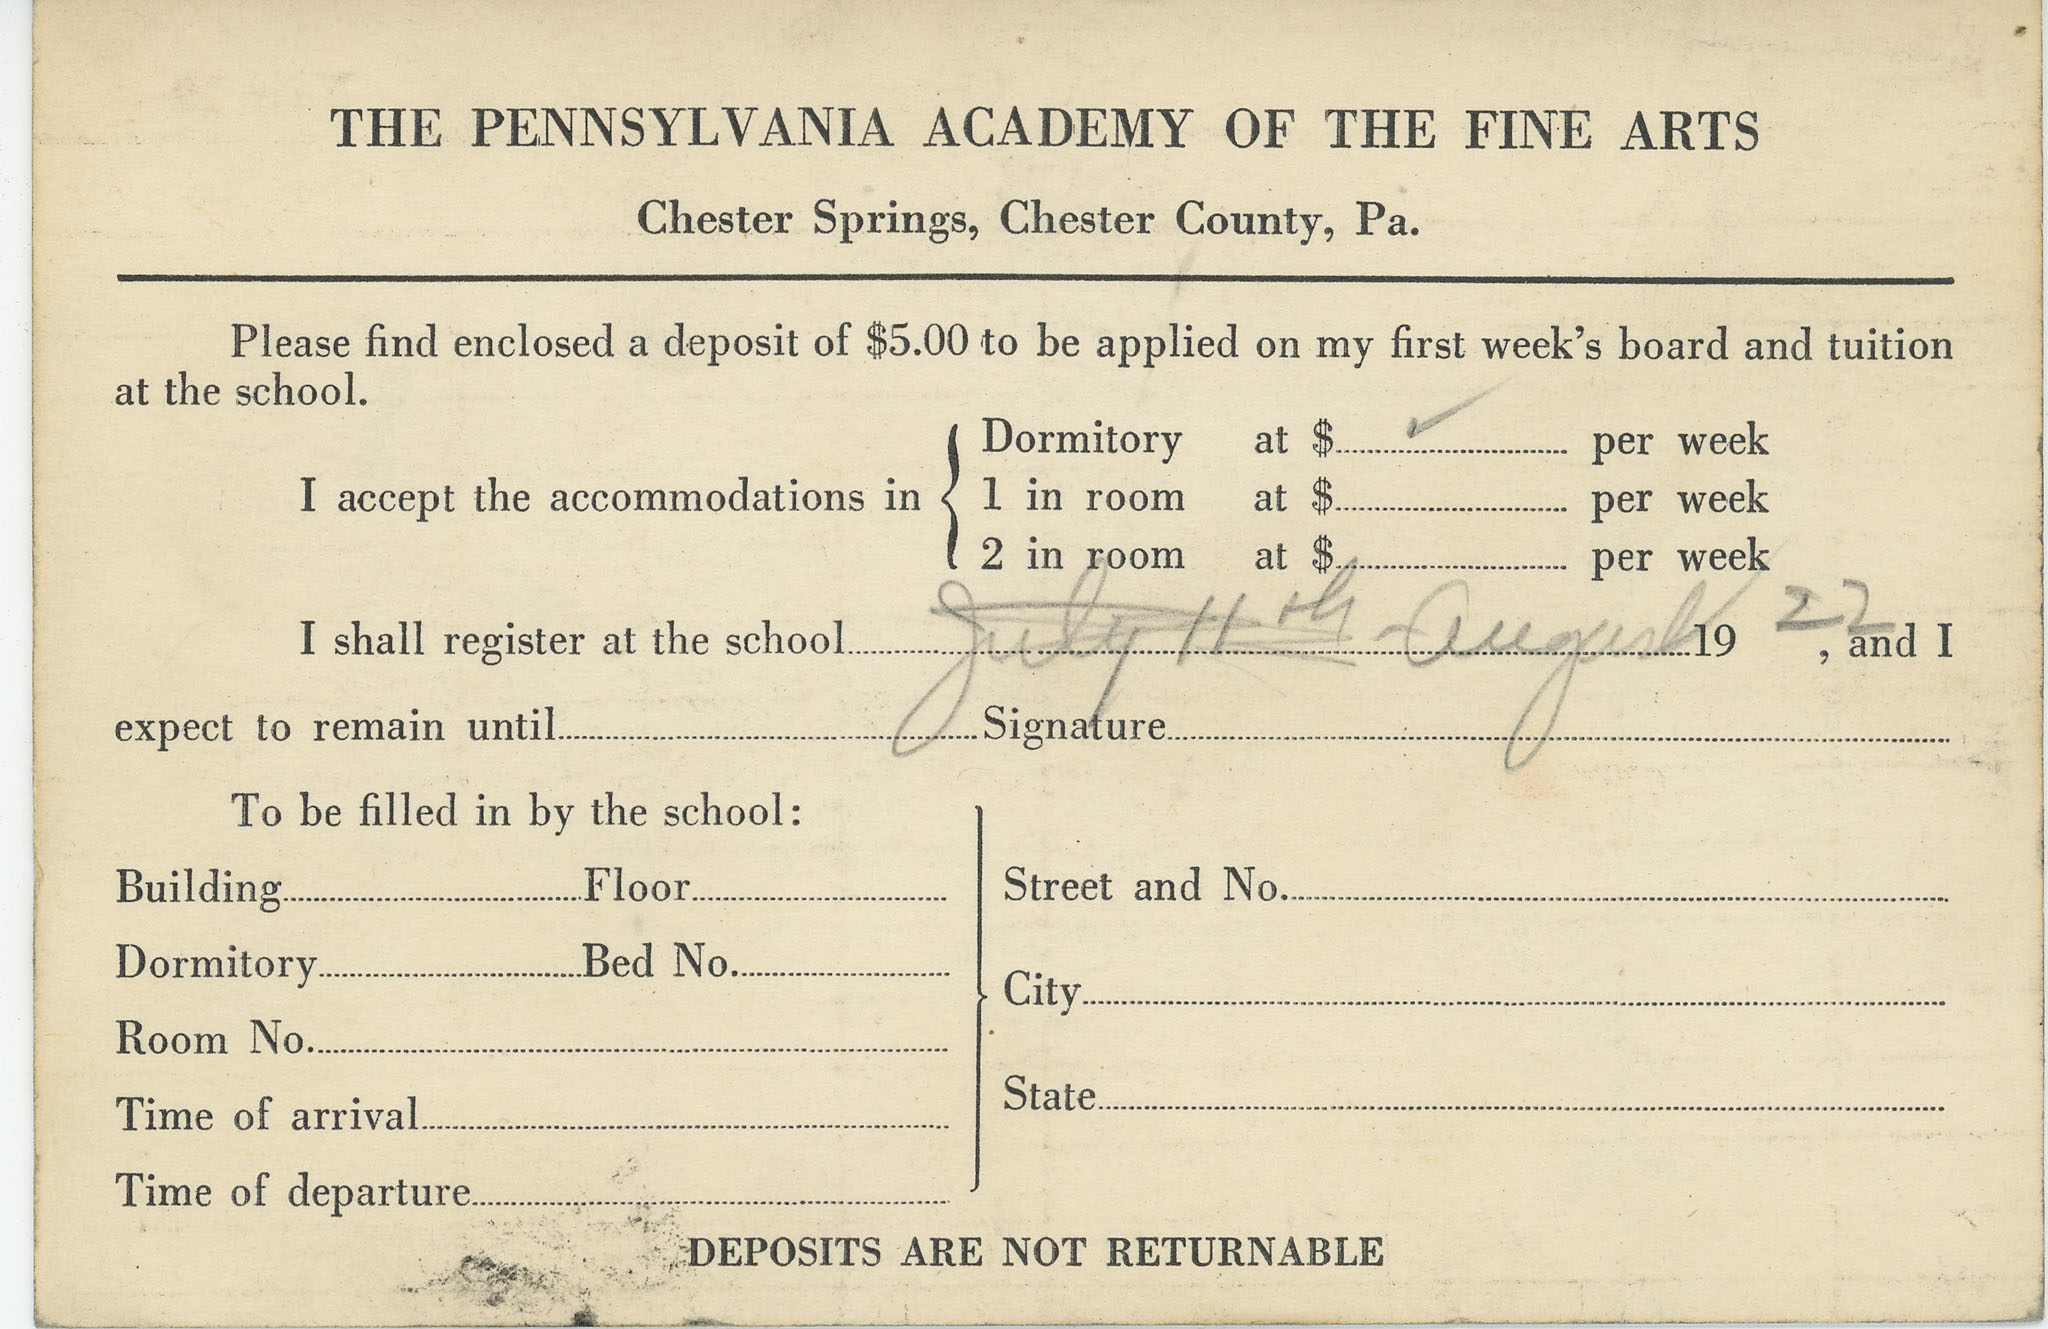 THE PENNSYLVANIA ACADEMY OF THE FINE ARTS
Chester Springs, Chester County, Pa.
Please find enclosed a deposit of $5.00 to be applied on my first week's board and tuition
at the school.
I accept the accommodations in
Dormitory at $ ✓ per week
1 in room at $ per week
2 in room at $ per week
I shall register at the school July 11th - August 19 22, and I
expect to remain until Signature
To be filled in by the school:
Building Floor
Dormitory Bed No.
Room No.
Time of arrival
Time of departure
Street and No.
City
State
DEPOSITS ARE NOT RETURNABLE